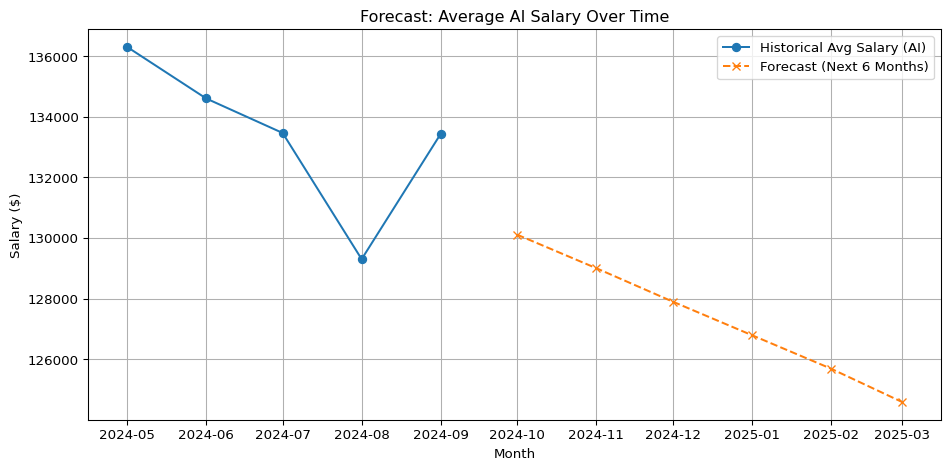 Forecast: Average AI Salary Over Time
Historical Avg Salary (AI)
Forecast (Next 6 Months)
Salary ($)
136000
134000
132000
130000
128000
126000
2024-05 2024-06 2024-07 2024-08 2024-09 2024-10 2024-11 2024-12 2025-01 2025-02 2025-03
Month